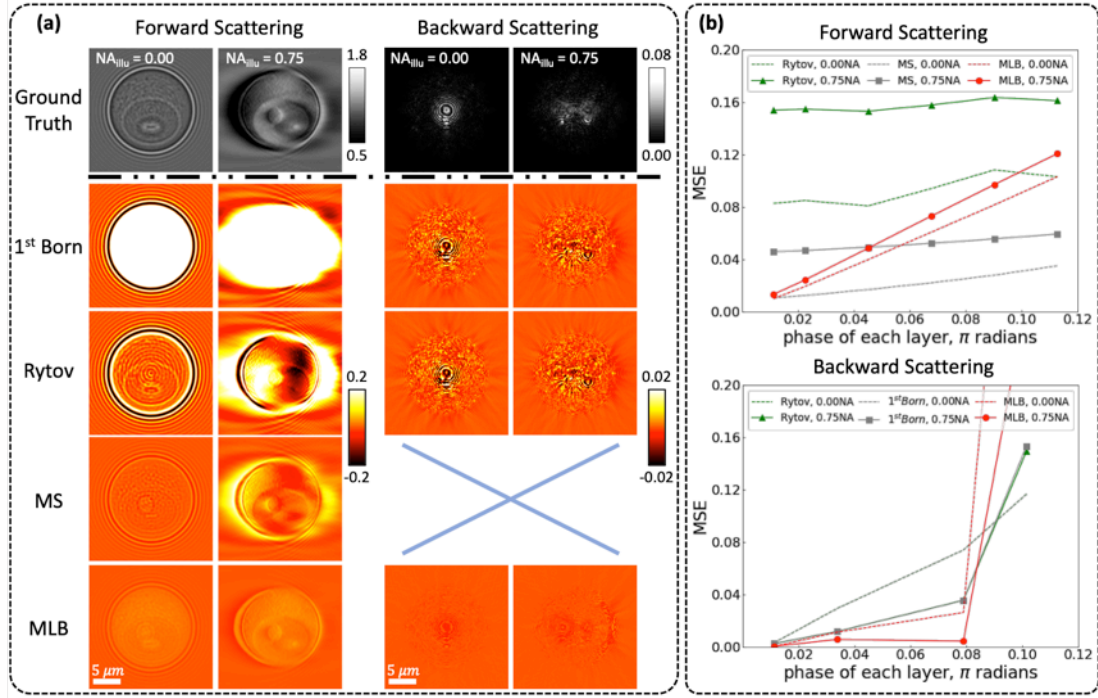 (a)
Forward Scattering
Backward Scattering
NAillu = 0.00
NAillu = 0.75
1.8
0.5
NAillu = 0.00
NAillu = 0.75
0.08
0.00
Ground
Truth
1st Born
Rytov
0.2
-0.2
0.02
-0.02
MS
MLB
5 μm
5 μm
(b)
Forward Scattering
0.20
0.16
0.12
0.08
0.04
0.00
MSE
Rytov, 0.00NA
MS, 0.00NA
MLB, 0.00NA
Rytov, 0.75NA
MS, 0.75NA
MLB, 0.75NA
0.02
0.04
0.06
0.08
0.10
0.12
phase of each layer, π radians
Backward Scattering
0.20
0.16
0.12
0.08
0.04
0.00
MSE
Rytov, 0.00NA
1stBorn, 0.00NA
MLB, 0.00NA
Rytov, 0.75NA
1stBorn, 0.75NA
MLB, 0.75NA
0.02
0.04
0.06
0.08
0.10
0.12
phase of each layer, π radians